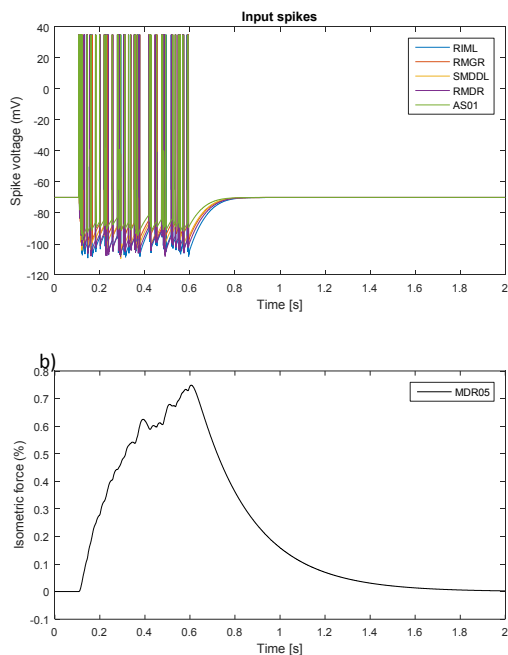 Input spikes
40
20
0
-20
-40
-60
-80
-100
-120
Spike voltage (mV)
RIML
RMGR
SMDDL
RMDR
AS01
0 0.2 0.4 0.6 0.8 1 1.2 1.4 1.6 1.8 2
Time [s]
b)
0.8
0.7
0.6
0.5
0.4
0.3
0.2
0.1
0
-0.1
Isometric force (%)
MDR05
0 0.2 0.4 0.6 0.8 1 1.2 1.4 1.6 1.8 2
Time [s]